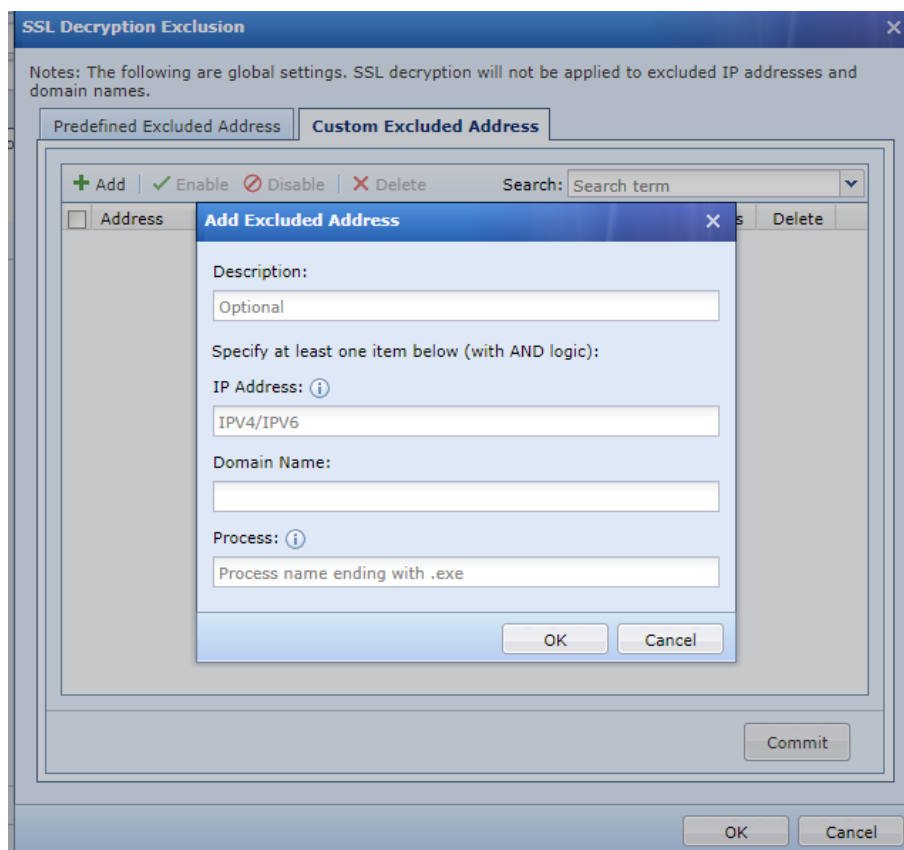 SSL Decryption Exclusion
Notes: The following are global settings. SSL decryption will not be applied to excluded IP addresses and
domain names.
Predefined Excluded Address
Custom Excluded Address
Add
Enable
Disable
Delete
Search:
Search term
Address
s
Delete
Add Excluded Address
Description:
Optional
Specify at least one item below (with AND logic):
IP Address:
IPV4/IPV6
Domain Name:
Process:
Process name ending with .exe
OK
Cancel
Commit
OK
Cancel